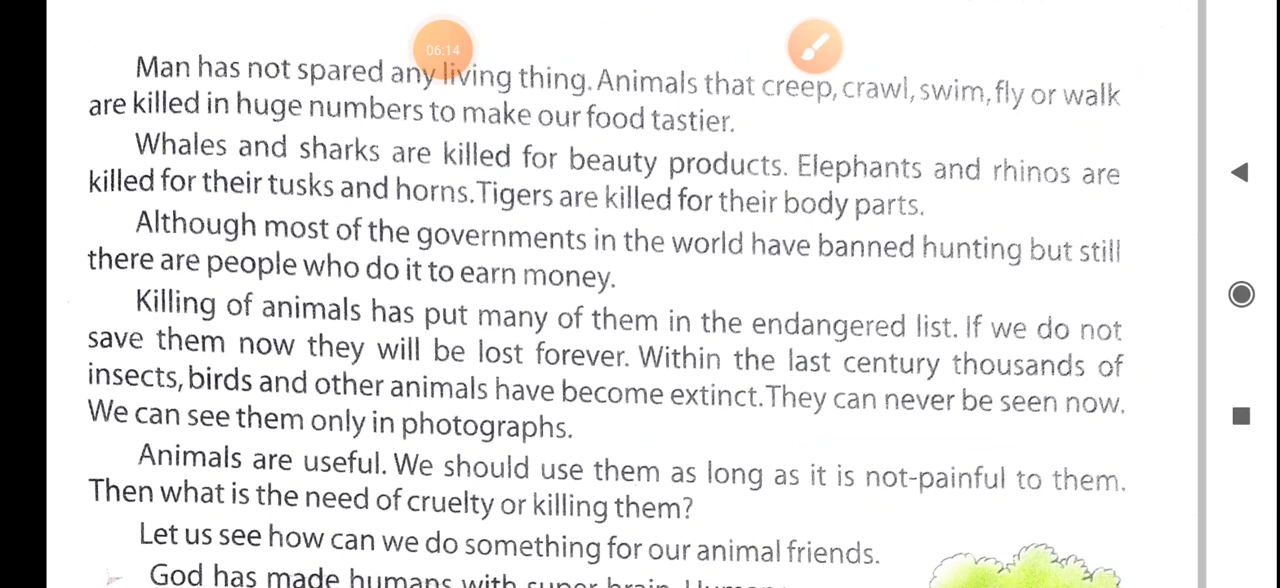 06:14
Man has not spared any living thing. Animals that creep, crawl, swim, fly or walk
are killed in huge numbers to make our food tastier.
Whales and sharks are killed for beauty products. Elephants and rhinos are
killed for their tusks and horns. Tigers are killed for their body parts.
Although most of the governments in the world have banned hunting but still
there are people who do it to earn money.
Killing of animals has put many of them in the endangered list. If we do not
save them now they will be lost forever. Within the last century thousands of
insects, birds and other animals have become extinct. They can never be seen now.
We can see them only in photographs.
Animals are useful. We should use them as long as it is not-painful to them.
Then what is the need of cruelty or killing them?
Let us see how can we do something for our animal friends.
God has made humans with super brain.